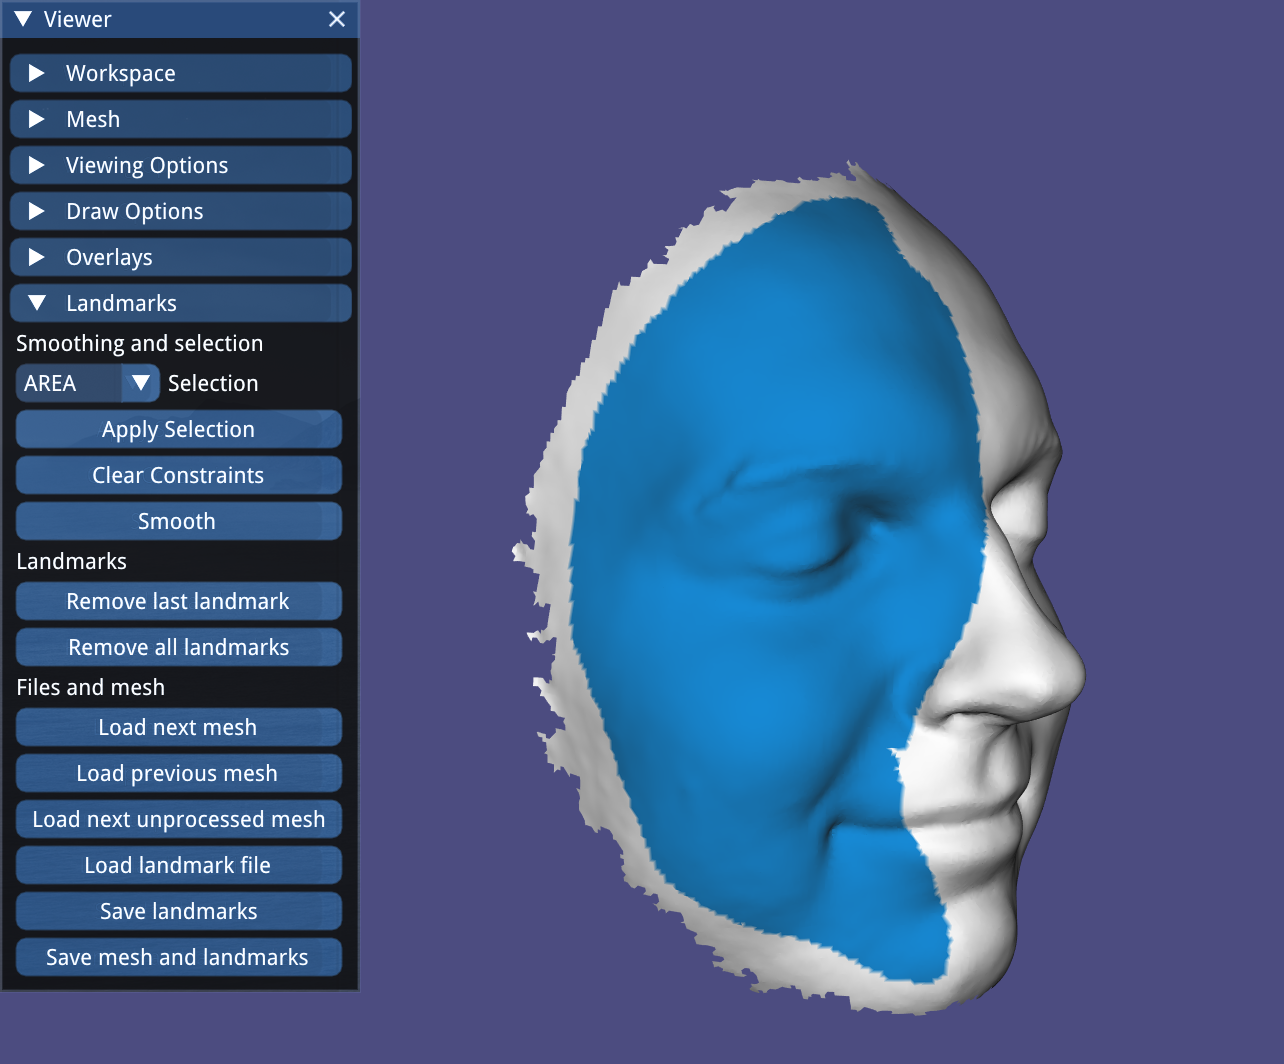 Viewer
Workspace
Mesh
Viewing Options
Draw Options
Overlays
Landmarks
Smoothing and selection
AREA Selection
Apply Selection
Clear Constraints
Smooth
Landmarks
Remove last landmark
Remove all landmarks
Files and mesh
Load next mesh
Load previous mesh
Load next unprocessed mesh
Load landmark file
Save landmarks
Save mesh and landmarks